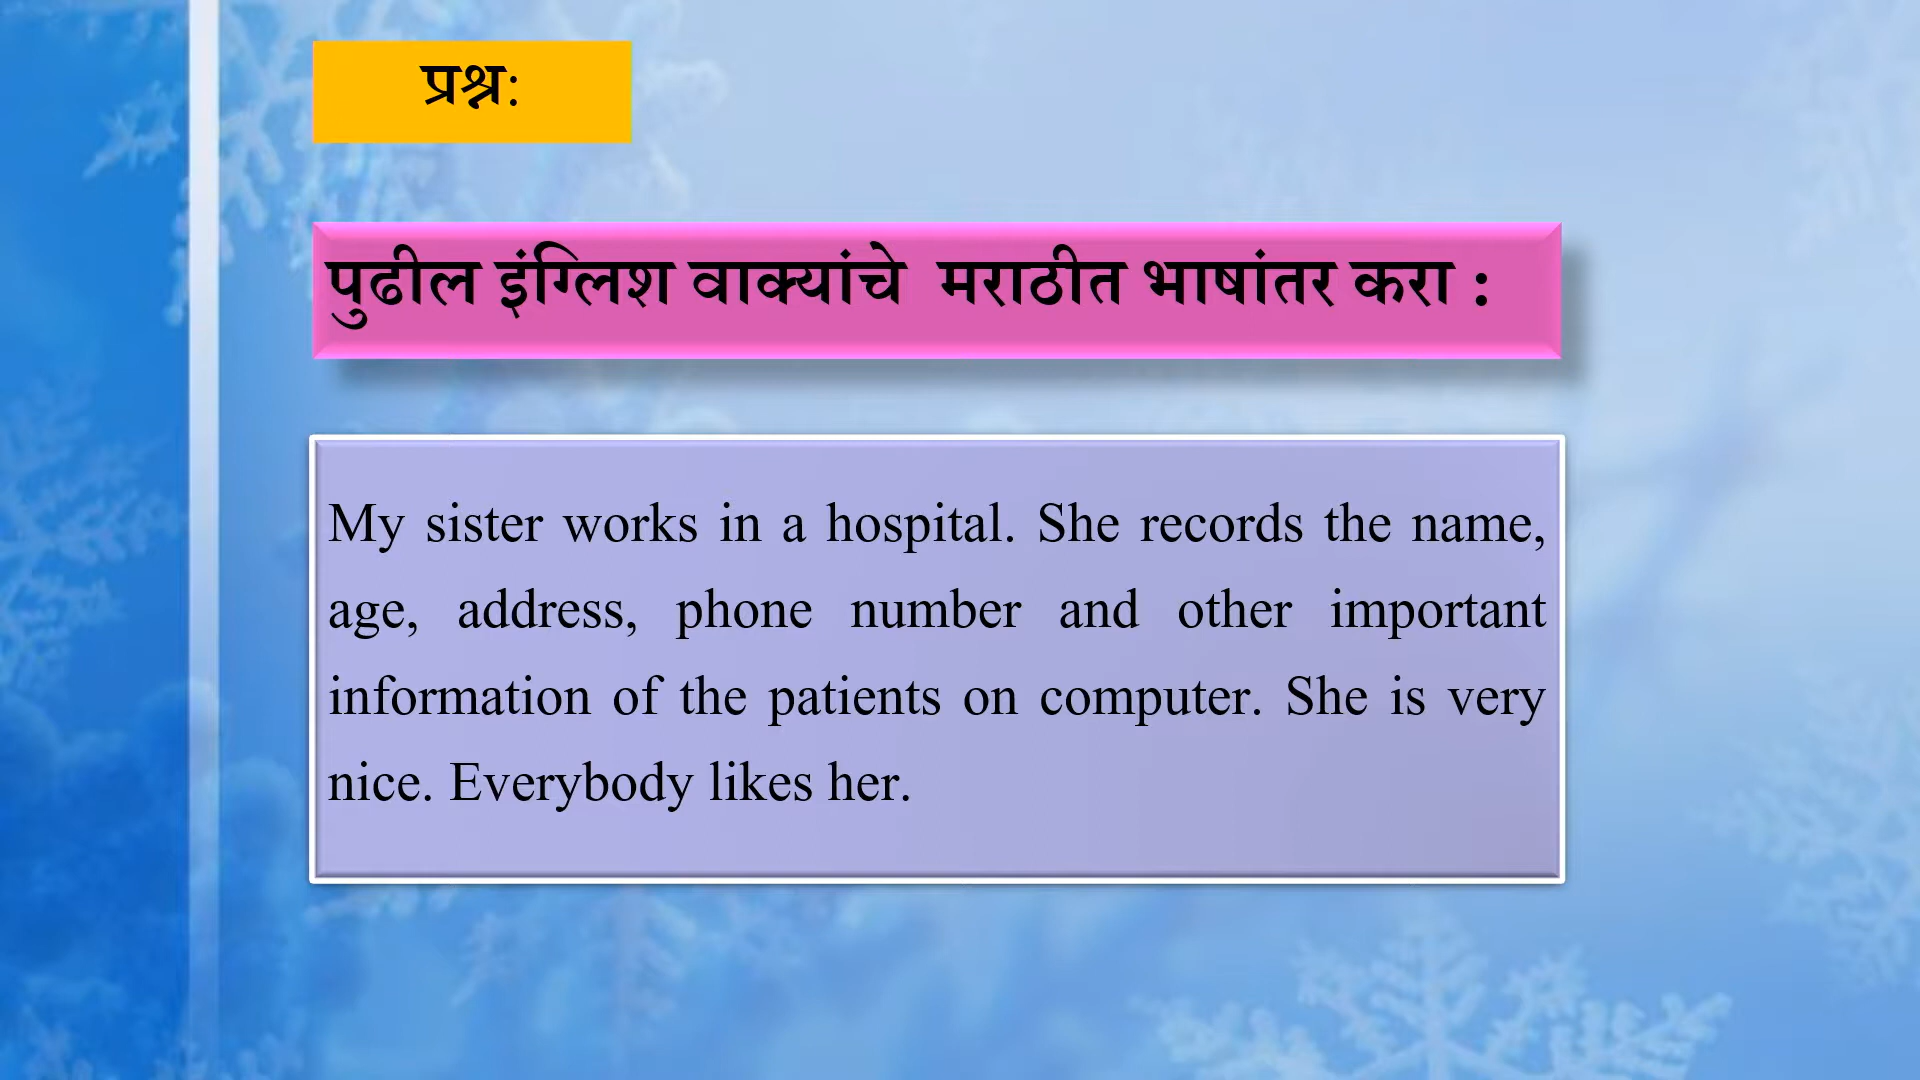 प्रश्न:
पुढील इंग्लिश वाक्यांचे मराठीत भाषांतर करा :
My sister works in a hospital. She records the name,
age, address, phone number and other important
information of the patients on computer. She is very
nice. Everybody likes her.